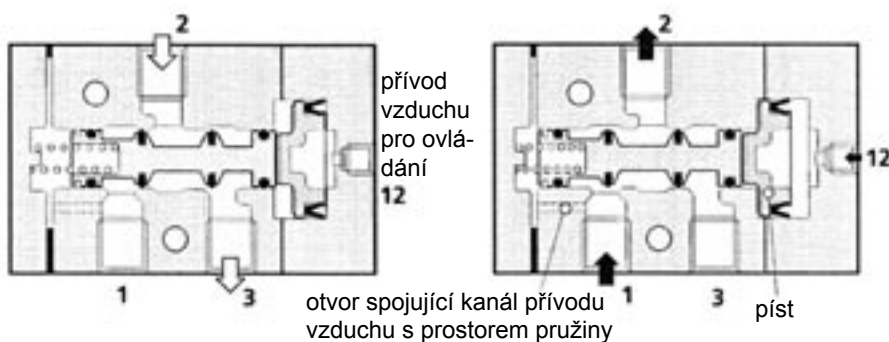 2
přívod
vzduchu
pro ovlá-
dání
12
1
3
2
12
1
3
otvor spojující kanál přívodu
vzduchu s prostorem pružiny
píst